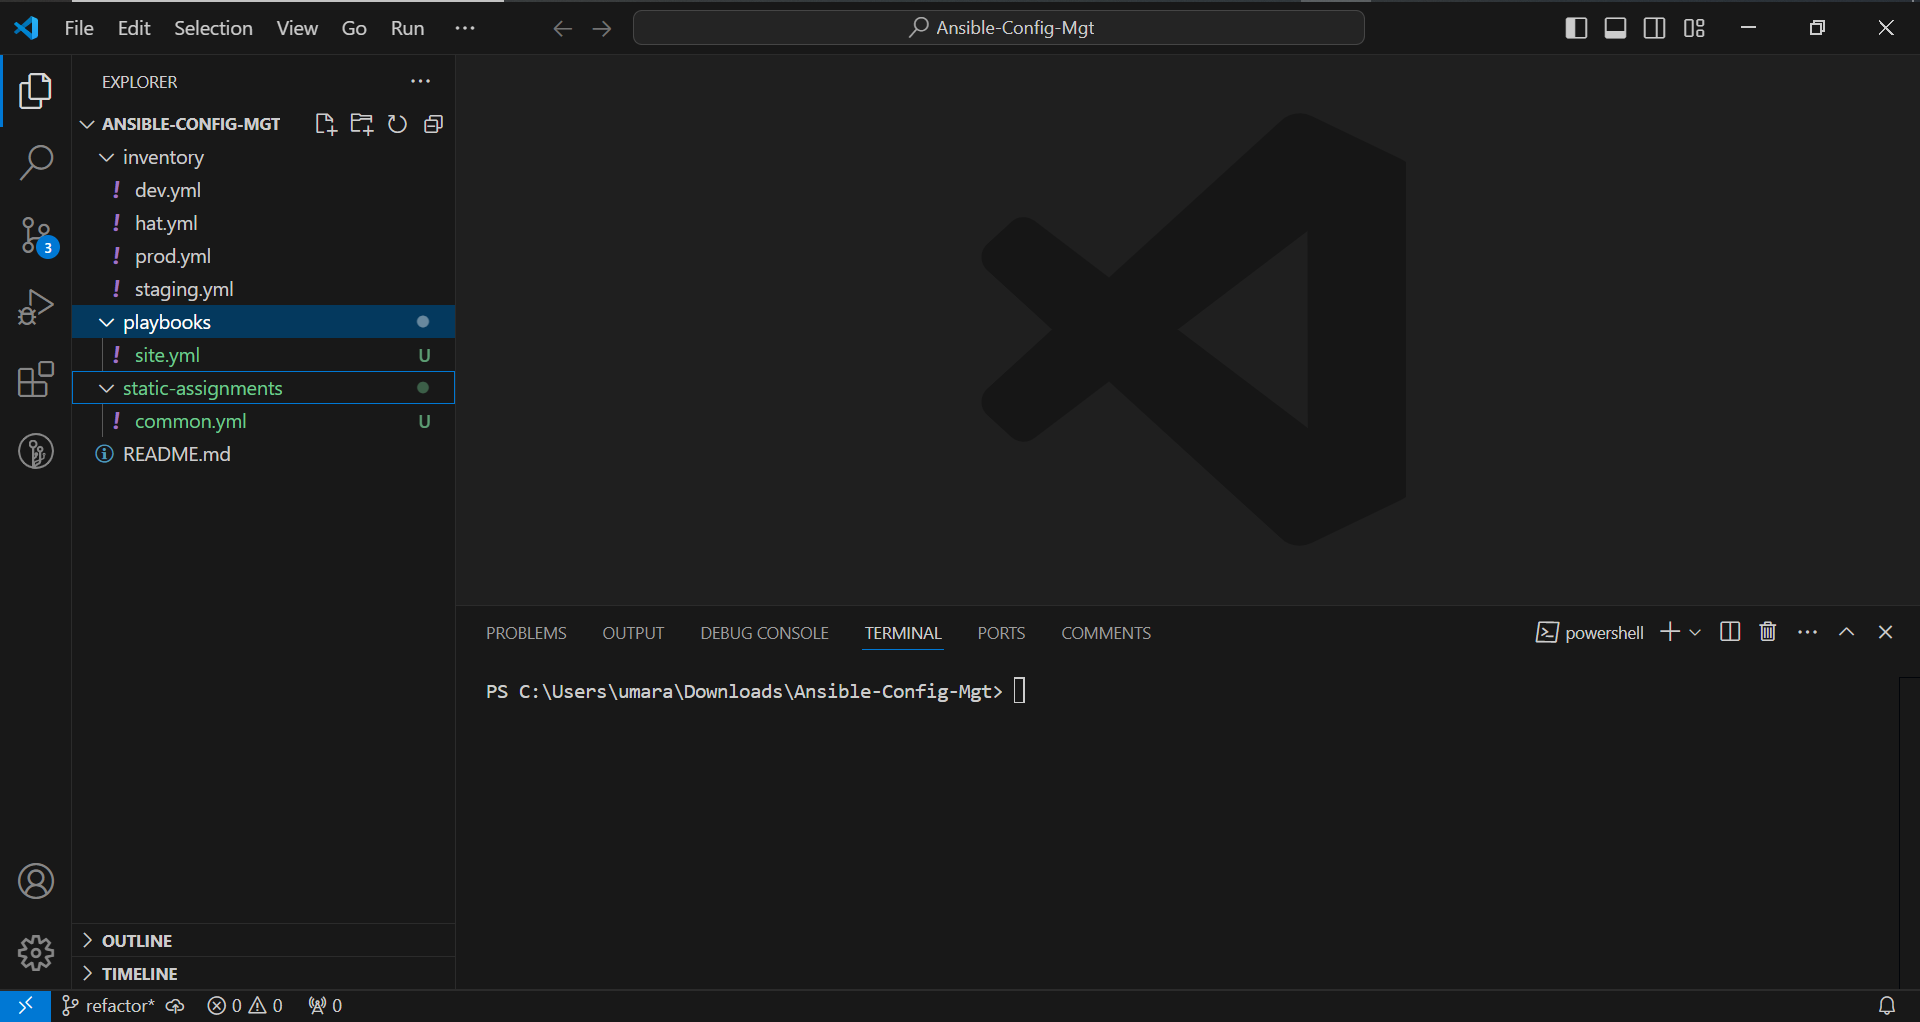 File Edit Selection View Go Run ···
Ansible-Config-Mgt
EXPLORER
ANSIBLE-CONFIG-MGT
inventory
! dev.yml
! hat.yml
! prod.yml
! staging.yml
playbooks
! site.yml U
static-assignments
! common.yml U
README.md
3
OUTLINE
TIMELINE
PROBLEMS OUTPUT DEBUG CONSOLE TERMINAL PORTS COMMENTS
powershell
PS C:\Users\umara\Downloads\Ansible-Config-Mgt>
refactor* 0 0 0